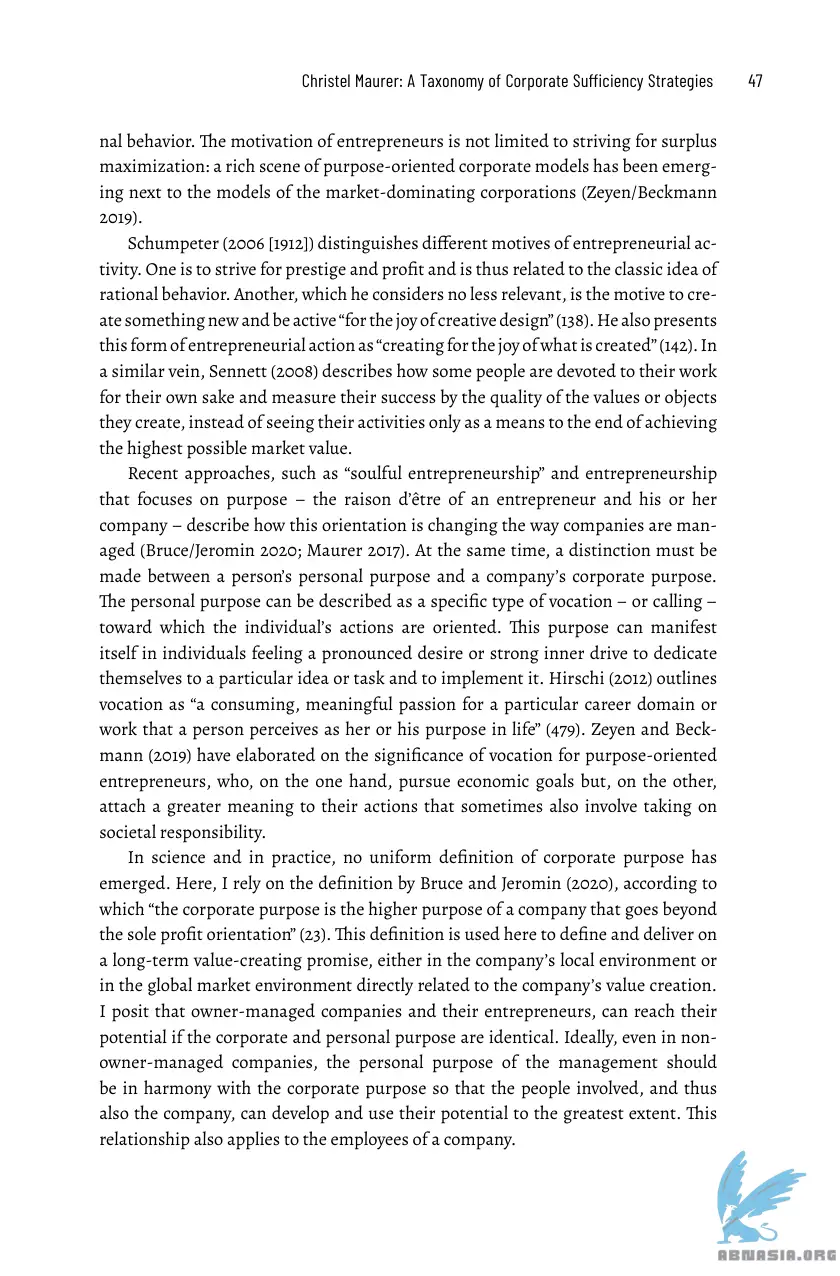 Christel Maurer: A Taxonomy of Corporate Sufficiency Strategies 47
nal behavior. The motivation of entrepreneurs is not limited to striving for surplus
maximization: a rich scene of purpose-oriented corporate models has been emerg-
ing next to the models of the market-dominating corporations (Zeyen/Beckmann
2019).
Schumpeter (2006 [1912]) distinguishes different motives of entrepreneurial ac-
tivity. One is to strive for prestige and profit and is thus related to the classic idea of
rational behavior. Another, which he considers no less relevant, is the motive to cre-
ate something new and be active “for the joy of creative design” (138). He also presents
this form of entrepreneurial action as “creating for the joy of what is created” (142). In
a similar vein, Sennett (2008) describes how some people are devoted to their work
for their own sake and measure their success by the quality of the values or objects
they create, instead of seeing their activities only as a means to the end of achieving
the highest possible market value.
Recent approaches, such as “soulful entrepreneurship” and entrepreneurship
that focuses on purpose – the raison d’être of an entrepreneur and his or her
company – describe how this orientation is changing the way companies are man-
aged (Bruce/Jeromin 2020; Maurer 2017). At the same time, a distinction must be
made between a person’s personal purpose and a company’s corporate purpose.
The personal purpose can be described as a specific type of vocation – or calling –
toward which the individual’s actions are oriented. This purpose can manifest
itself in individuals feeling a pronounced desire or strong inner drive to dedicate
themselves to a particular idea or task and to implement it. Hirschi (2012) outlines
vocation as “a consuming, meaningful passion for a particular career domain or
work that a person perceives as her or his purpose in life” (479). Zeyen and Beck-
mann (2019) have elaborated on the significance of vocation for purpose-oriented
entrepreneurs, who, on the one hand, pursue economic goals but, on the other,
attach a greater meaning to their actions that sometimes also involve taking on
societal responsibility.
In science and in practice, no uniform definition of corporate purpose has
emerged. Here, I rely on the definition by Bruce and Jeromin (2020), according to
which “the corporate purpose is the higher purpose of a company that goes beyond
the sole profit orientation” (23). This definition is used here to define and deliver on
a long-term value-creating promise, either in the company’s local environment or
in the global market environment directly related to the company’s value creation.
I posit that owner-managed companies and their entrepreneurs, can reach their
potential if the corporate and personal purpose are identical. Ideally, even in non-
owner-managed companies, the personal purpose of the management should
be in harmony with the corporate purpose so that the people involved, and thus
also the company, can develop and use their potential to the greatest extent. This
relationship also applies to the employees of a company.
ABNASIA.ORG